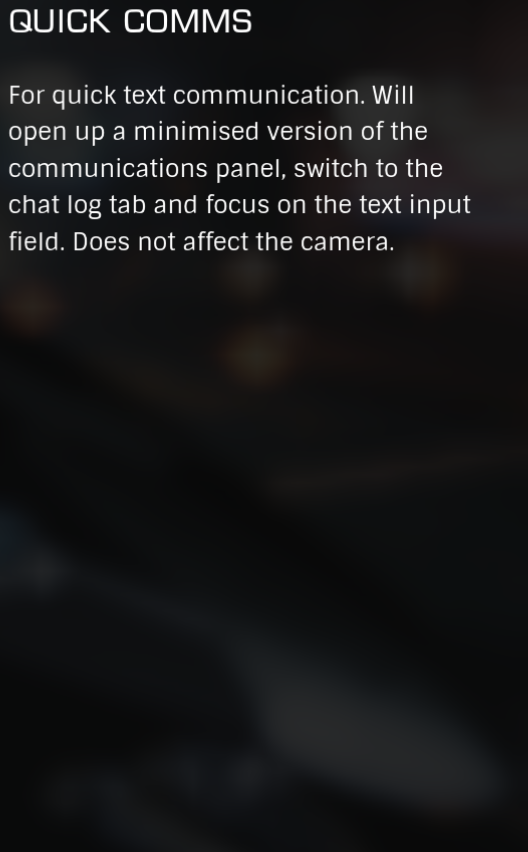 QUICK COMMS
For quick text communication. Will
open up a minimised version of the
communications panel, switch to the
chat log tab and focus on the text input
field. Does not affect the camera.